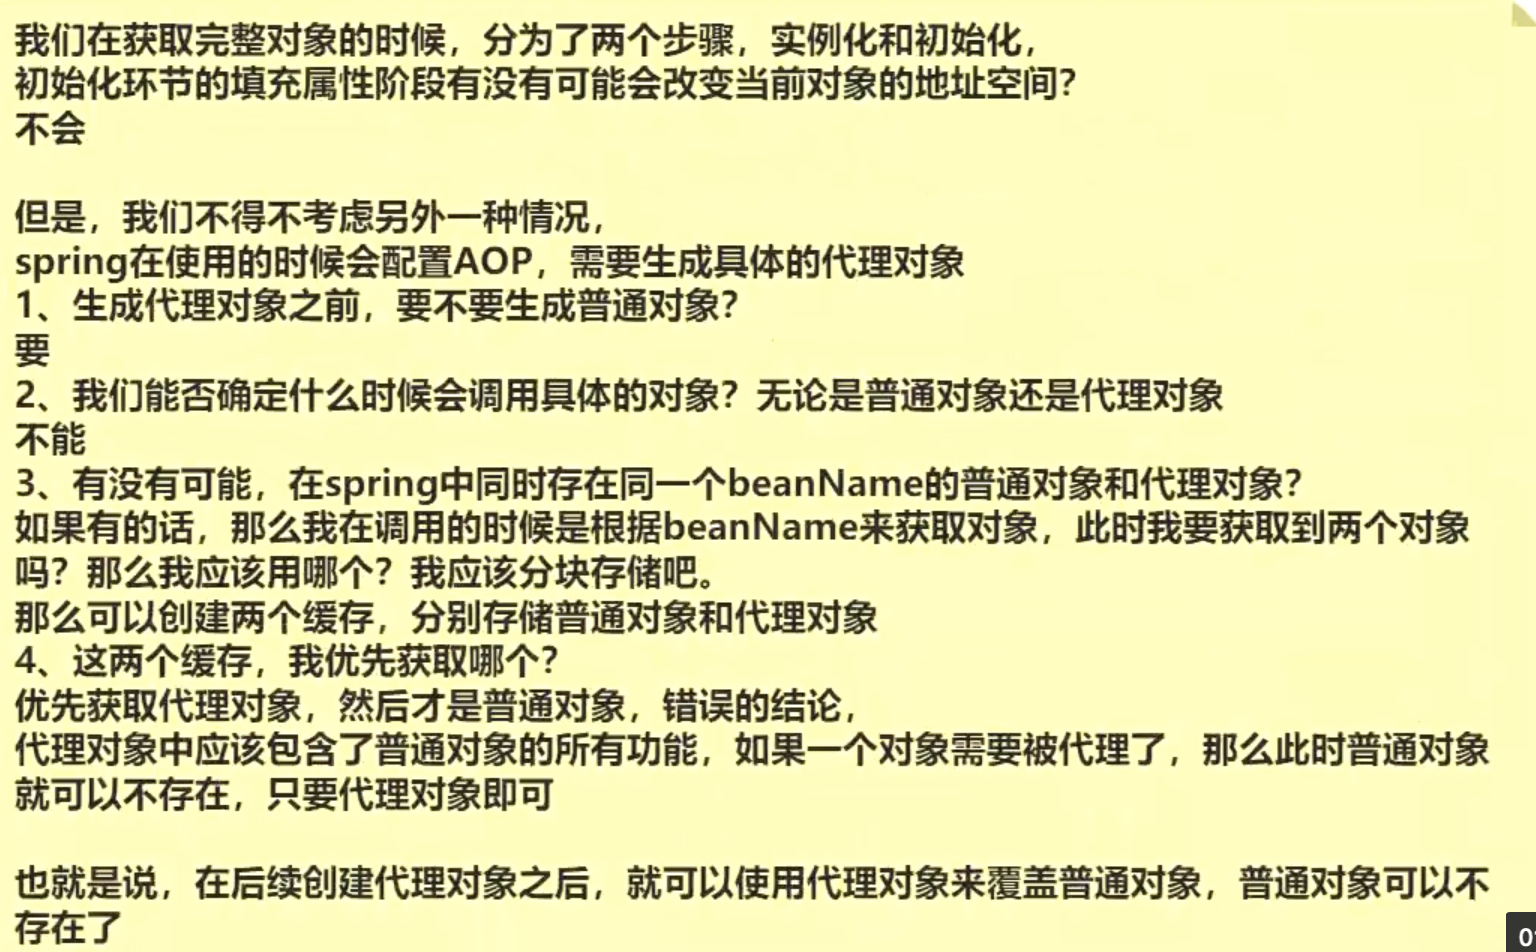 我们在获取完整对象的时候，分为了两个步骤，实例化和初始化，
初始化环节的填充属性阶段有没有可能会改变当前对象的地址空间？
不会
但是，我们不得不考虑另外一种情况，
spring在使用的时候会配置AOP，需要生成具体的代理对象
1、生成代理对象之前，要不要生成普通对象？
要
2、我们能否确定什么时候会调用具体的对象？无论是普通对象还是代理对象
不能
3、有没有可能，在spring中同时存在同一个beanName的普通对象和代理对象？
如果有的话，那么我在调用的时候是根据beanName来获取对象，此时我要获取到两个对象
吗？那么我应该用哪个？我应该分块存储吧。
那么可以创建两个缓存，分别存储普通对象和代理对象
4、这两个缓存，我优先获取哪个？
优先获取代理对象，然后才是普通对象，错误的结论，
代理对象中应该包含了普通对象的所有功能，如果一个对象需要被代理了，那么此时普通对象
就可以不存在，只要代理对象即可
也就是说，在后续创建代理对象之后，就可以使用代理对象来覆盖普通对象，普通对象可以不
存在了